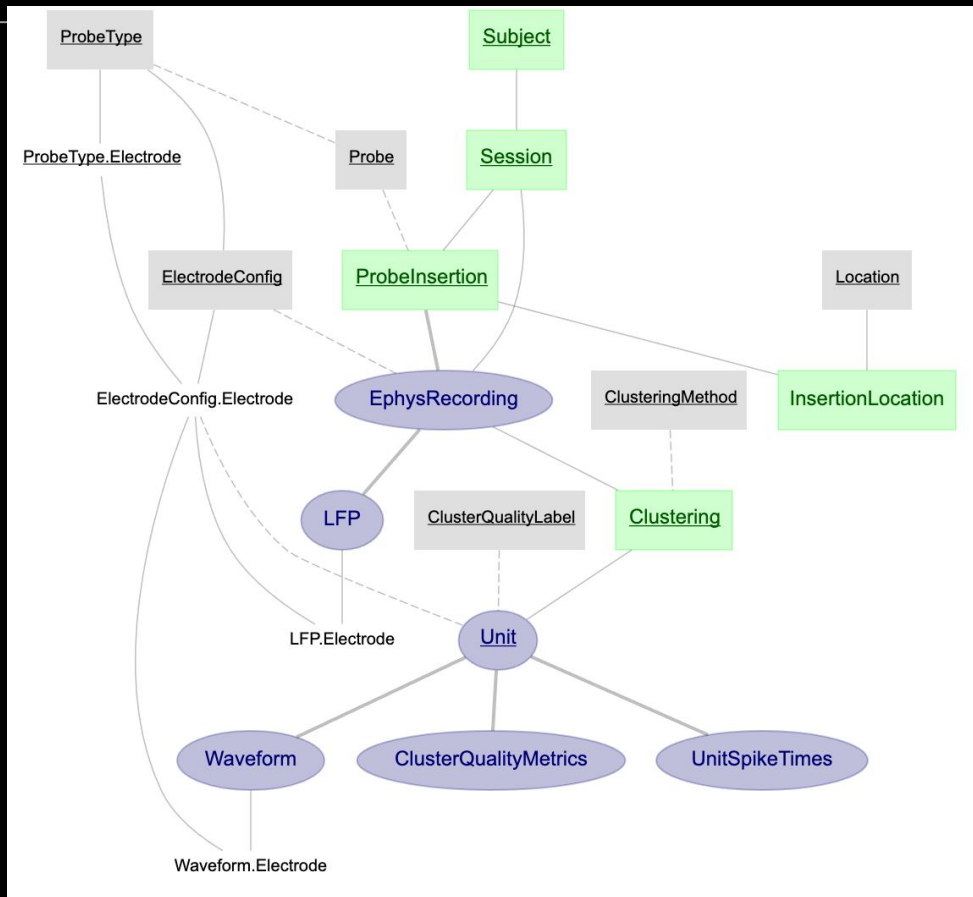 ProbeType
Subject
ProbeType.Electrode
Probe
Session
ElectrodeConfig
ProbeInsertion
Location
ElectrodeConfig.Electrode
EphysRecording
ClusteringMethod
InsertionLocation
LFP
ClusterQualityLabel
Clustering
LFP.Electrode
Unit
Waveform
ClusterQualityMetrics
UnitSpikeTimes
Waveform.Electrode